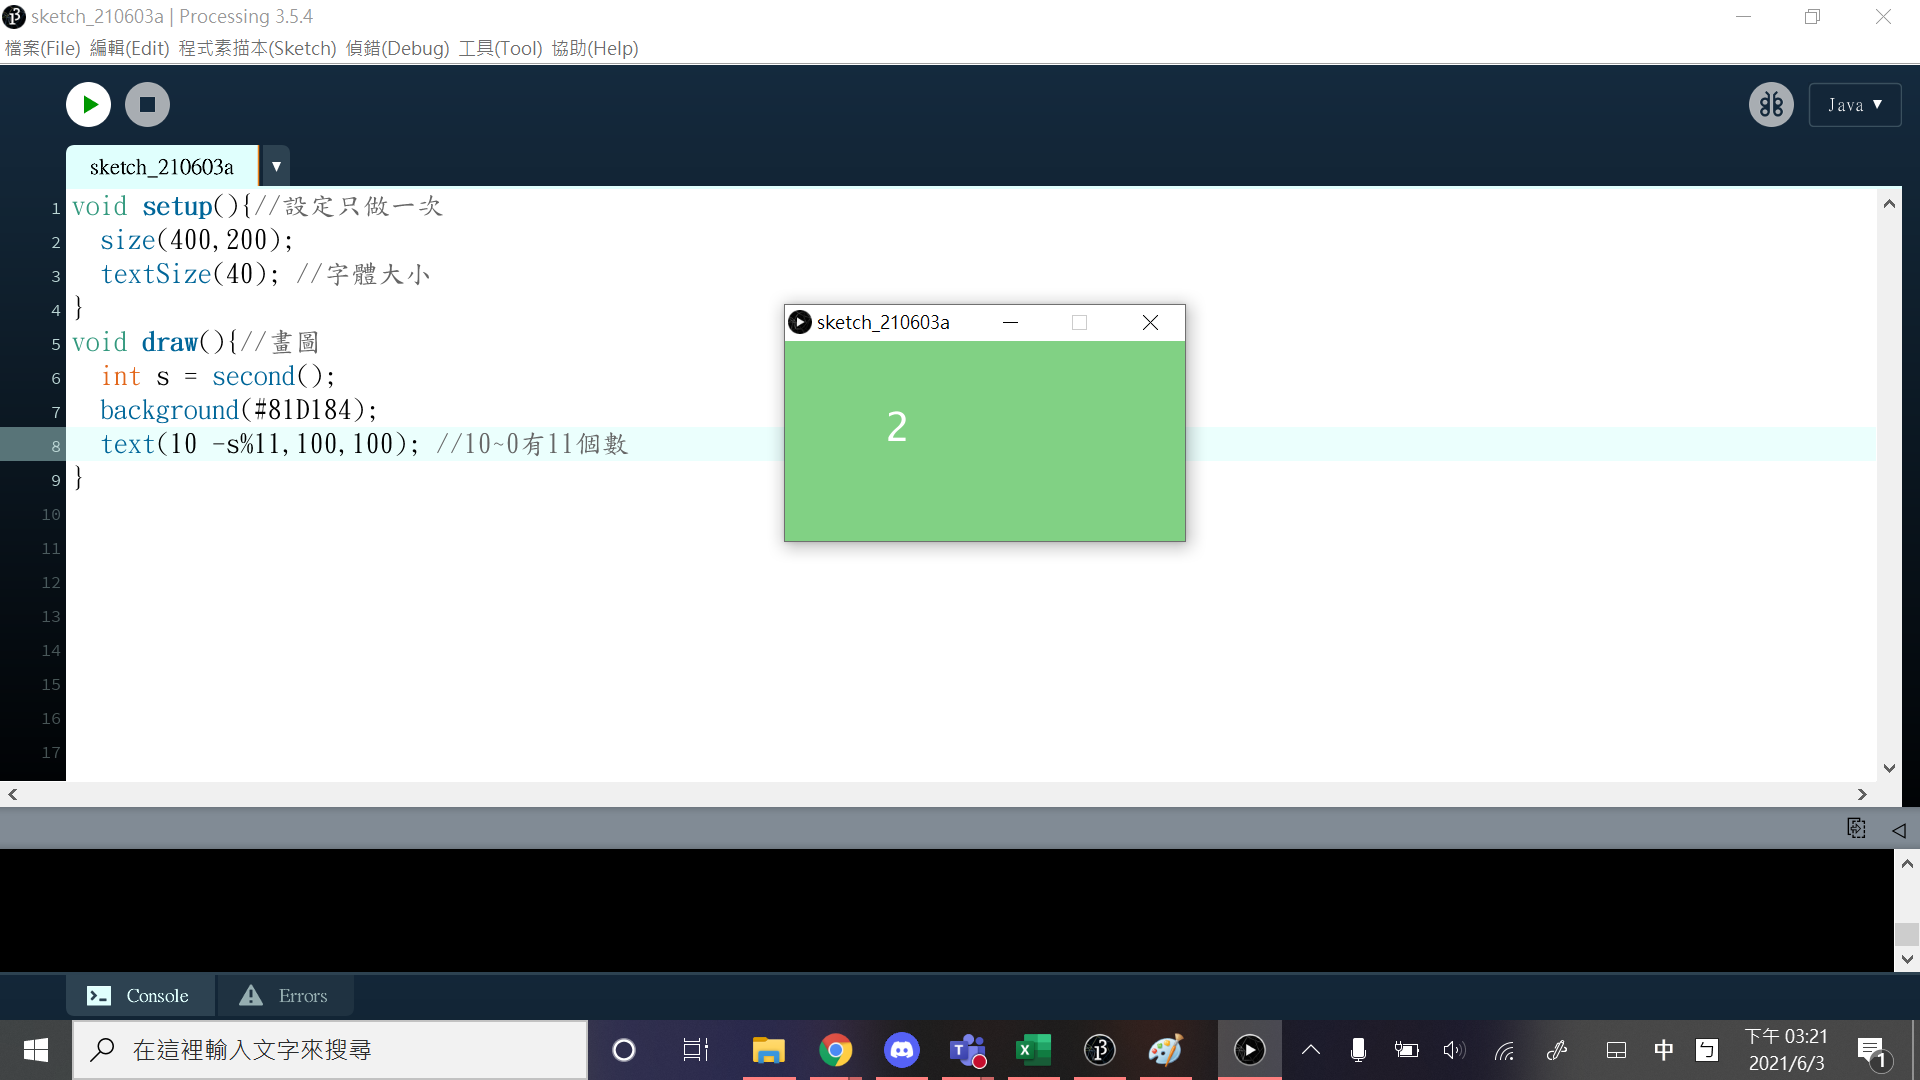 sketch_210603a | Processing 3.5.4
檔案(File) 編輯(Edit) 程式素描本(Sketch) 偵錯(Debug) 工具(Tool) 協助(Help)
Java ▼
sketch_210603a ▼
1 void setup(){//設定只做一次
2 size(400,200);
3 textSize(40); //字體大小
4 }
5 void draw(){//畫圖
6 int s = second();
7 background(#81D184);
8 text(10 -s%11,100,100); //10~0有11個數
9 }
10
11
12
13
14
15
16
17
sketch_210603a
2
Console Errors
在這裡輸入文字來搜尋
中
下午 03:21
2021/6/3
1